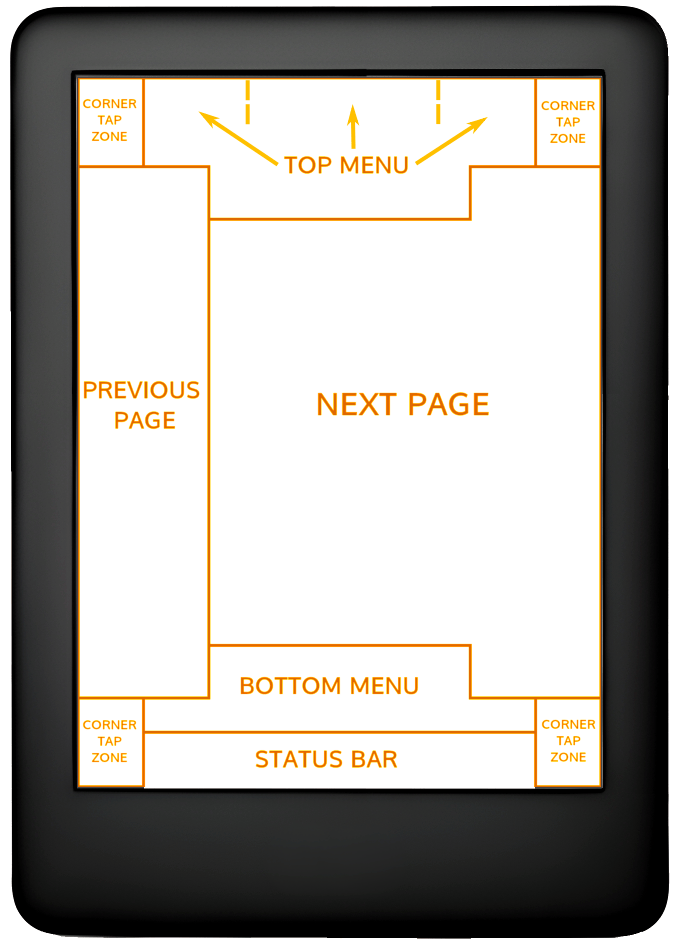 CORNER
TAP
ZONE
CORNER
TAP
ZONE
TOP MENU
PREVIOUS
PAGE
NEXT PAGE
BOTTOM MENU
CORNER
TAP
ZONE
CORNER
TAP
ZONE
STATUS BAR